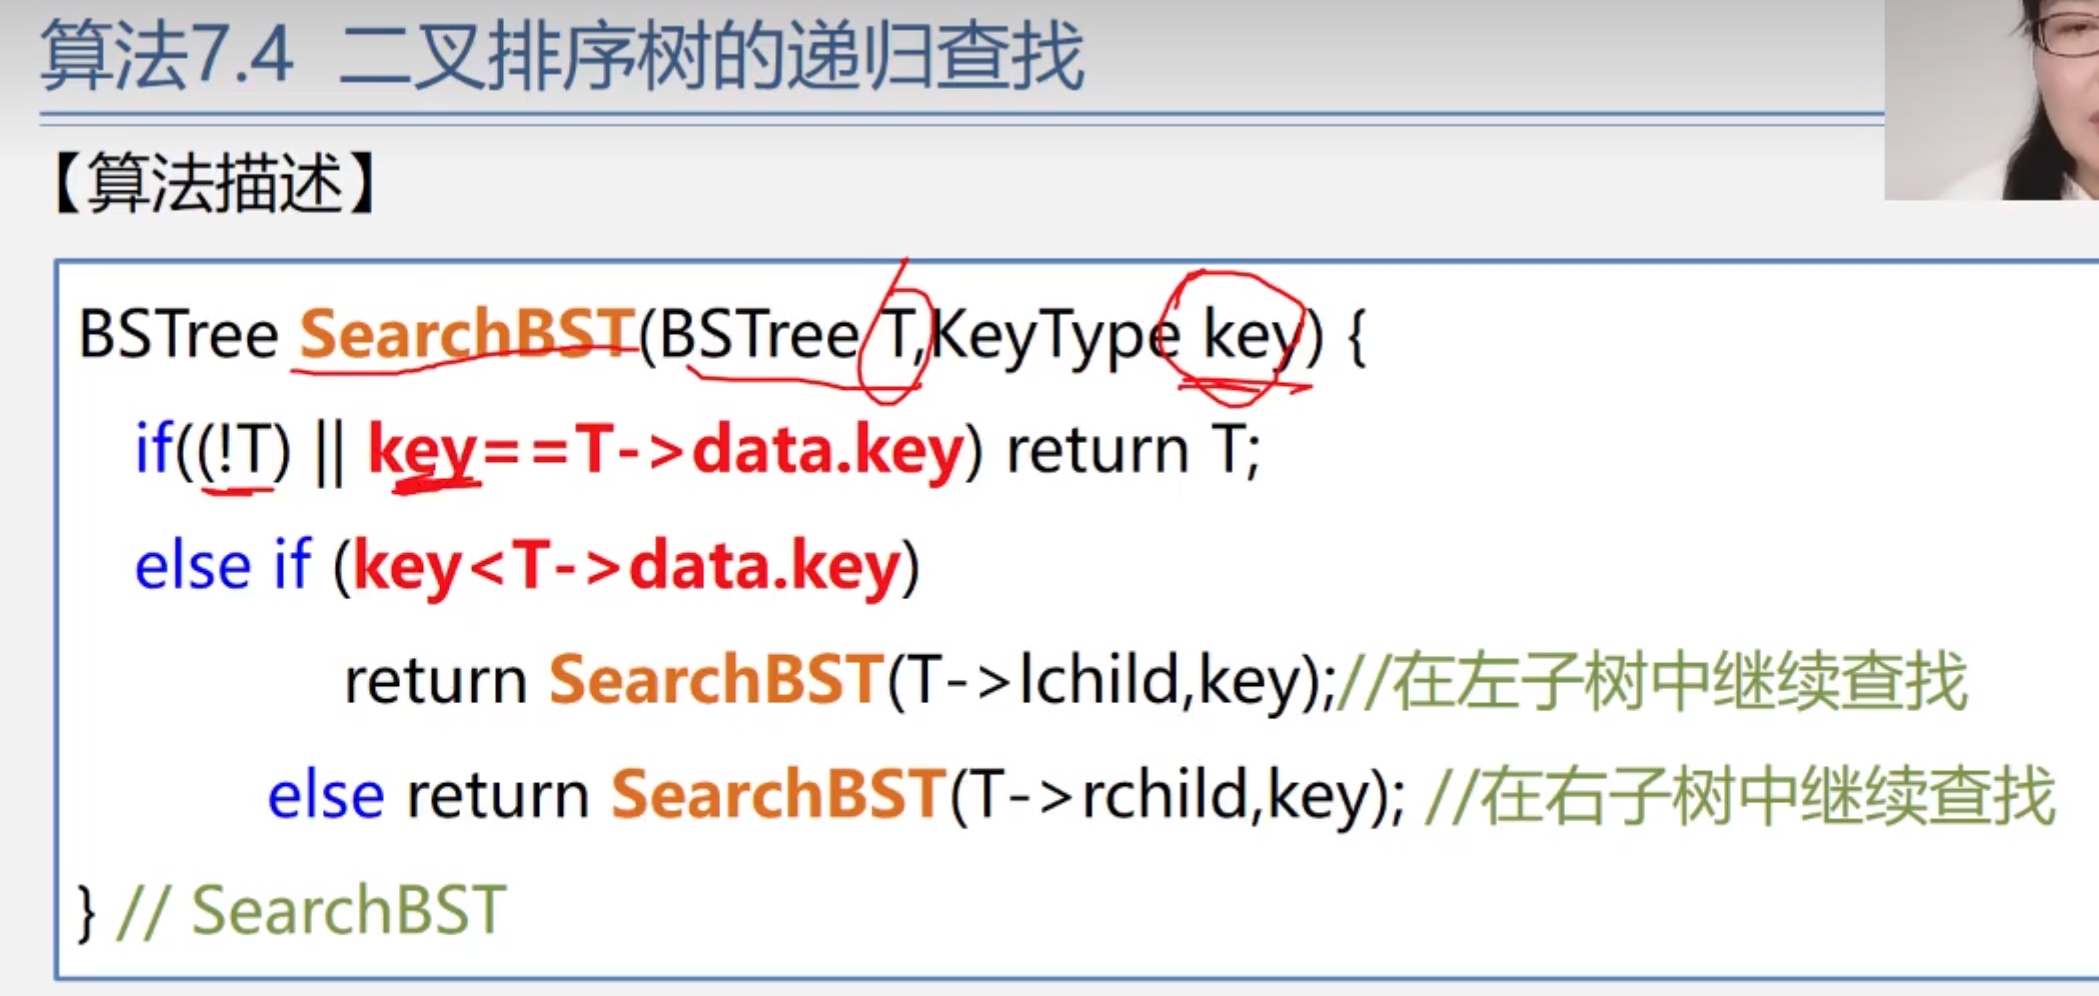 算法7.4 二叉排序树的递归查找
【算法描述】
BSTree SearchBST(BSTree T,KeyType key) {
if((!T) || key==T->data.key) return T;
else if (key<T->data.key)
return SearchBST(T->lchild,key);//在左子树中继续查找
else return SearchBST(T->rchild,key); //在右子树中继续查找
} // SearchBST